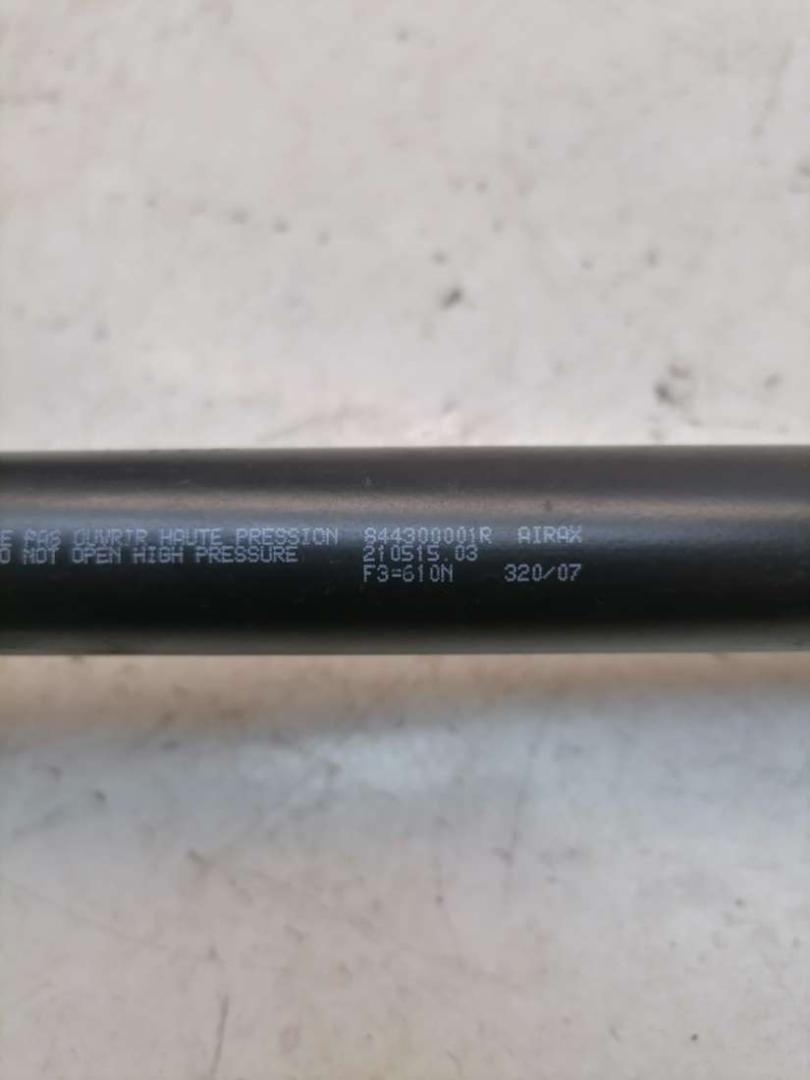 E PAS OUVRIR HAUTE PRESSION 844300001R AIRAX
O NOT OPEN HIGH PRESSURE 210515.03
F3=610N 320/07